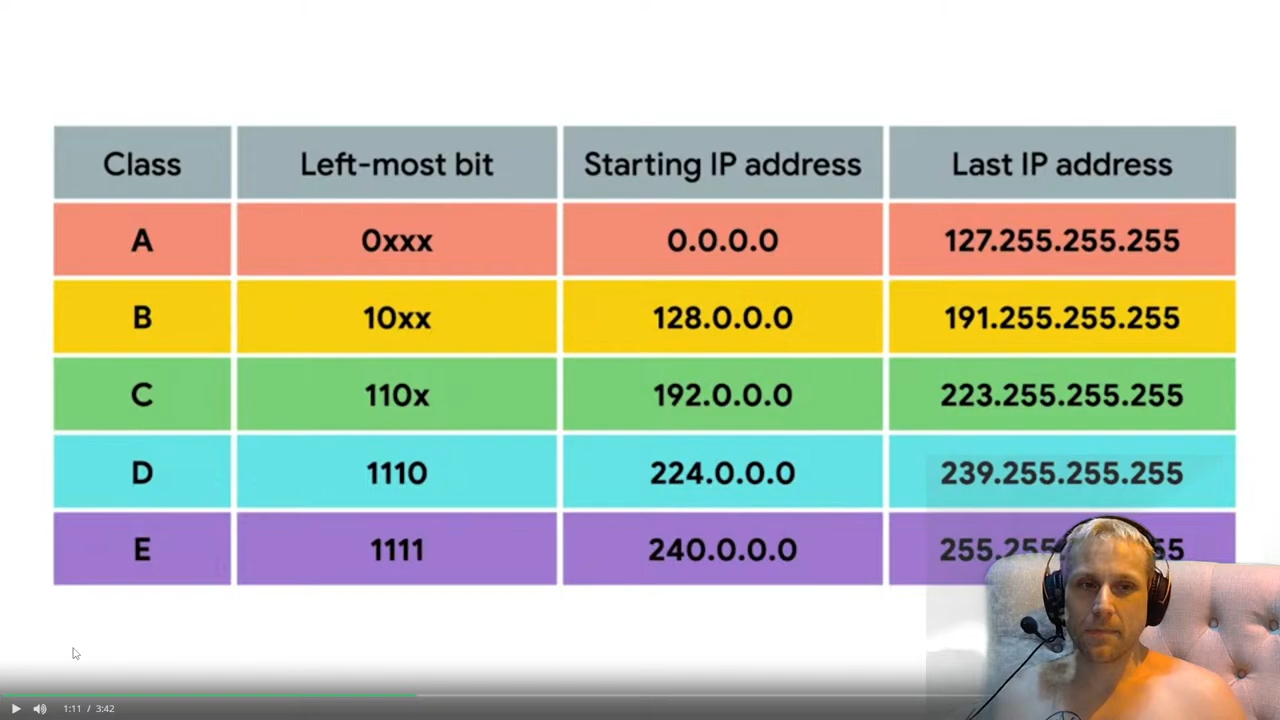 Class Left-most bit Starting IP address Last IP address
A 0xxx 0.0.0.0 127.255.255.255
B 10xx 128.0.0.0 191.255.255.255
C 110x 192.0.0.0 223.255.255.255
D 1110 224.0.0.0 239.255.255.255
E 1111 240.0.0.0
1:11 / 3:42